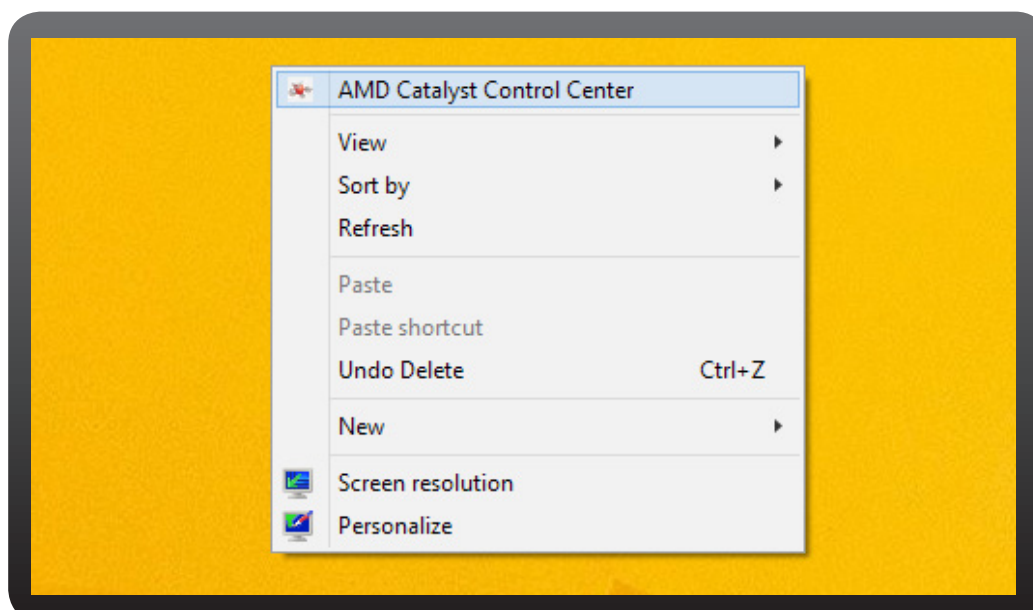 AMD Catalyst Control Center
View
Sort by
Refresh
Paste
Paste shortcut
Undo Delete Ctrl+Z
New
Screen resolution
Personalize